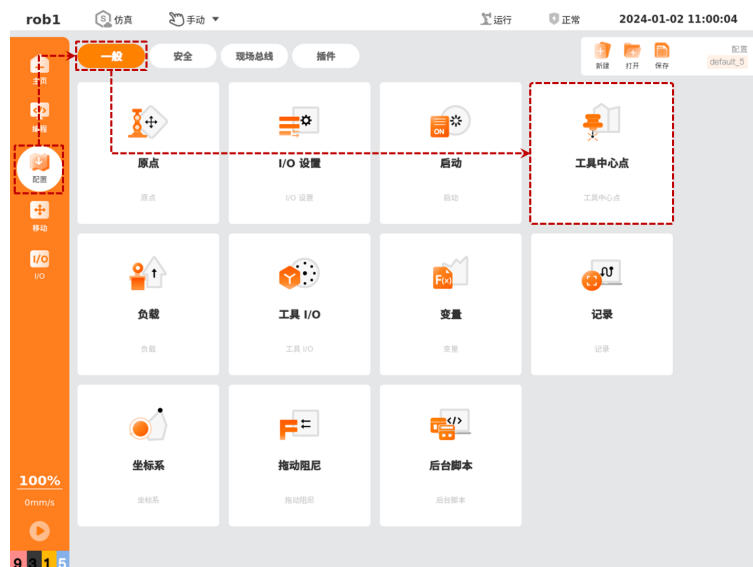 rob1
仿真
手动
运行
正常
2024-01-02 11:00:04
一般
安全
现场总线
插件
新建
打开
保存
配置
default_5
主页
编程
配置
移动
I/O
I/O
100%
0mm/s
9 3 1 5
原点
原点
I/O 设置
I/O 设置
ON
启动
启动
工具中心点
工具中心点
负载
负载
工具 I/O
工具 I/O
F(x)
变量
变量
记录
记录
坐标系
坐标系
拖动阻尼
拖动阻尼
</>
后台脚本
后台脚本